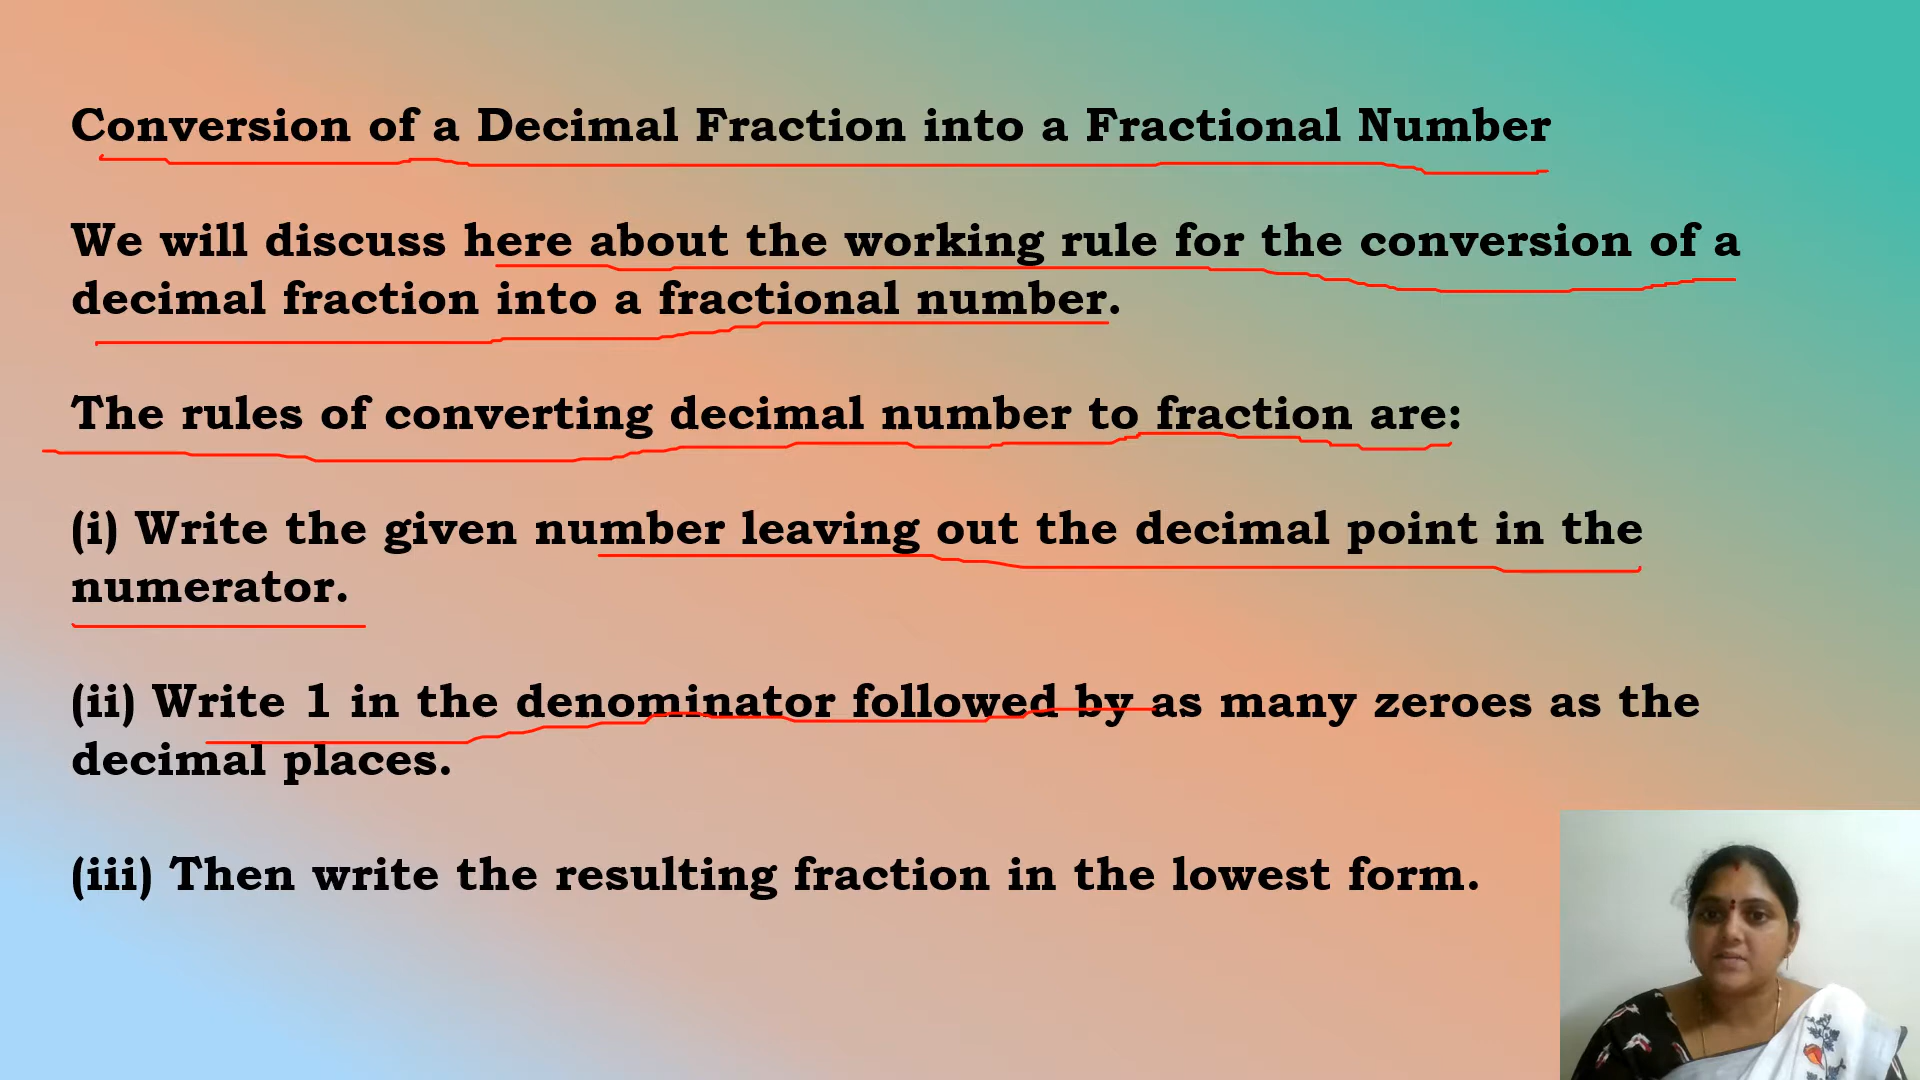 Conversion of a Decimal Fraction into a Fractional Number
We will discuss here about the working rule for the conversion of a
decimal fraction into a fractional number.
The rules of converting decimal number to fraction are:
(i) Write the given number leaving out the decimal point in the
numerator.
(ii) Write 1 in the denominator followed by as many zeroes as the
decimal places.
(iii) Then write the resulting fraction in the lowest form.